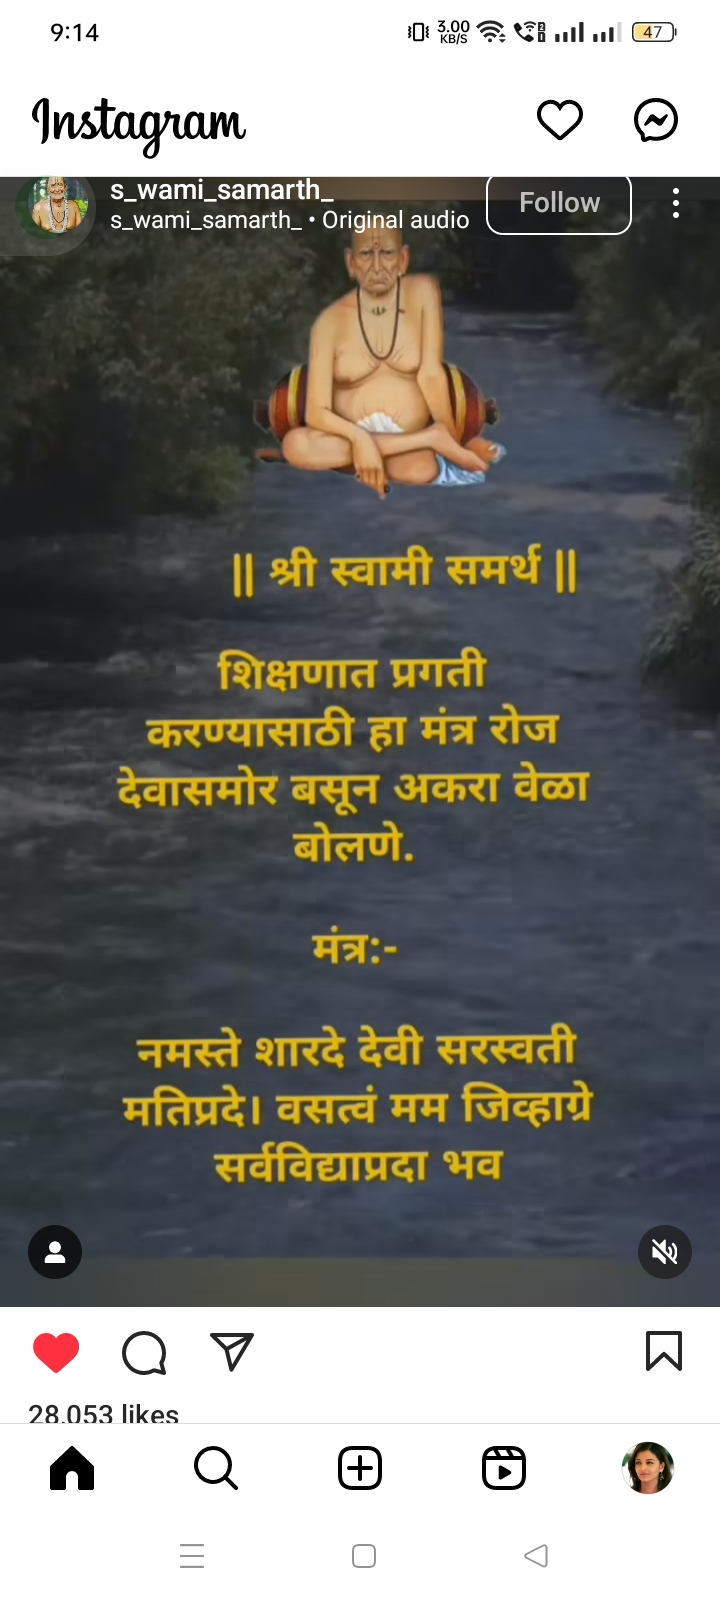 9:14
3.00
KB/S
47
Instagram
s_wami_samarth_
s_wami_samarth_ • Original audio
Follow
|| श्री स्वामी समर्थ ||
शिक्षणात प्रगती
करण्यासाठी हा मंत्र रोज
देवासमोर बसून अकरा वेळा
बोलणे.
मंत्र:-
नमस्ते शारदे देवी सरस्वती
मतिप्रदे। वसत्वं मम जिव्हाग्रे
सर्वविद्याप्रदा भव
28,053 likes